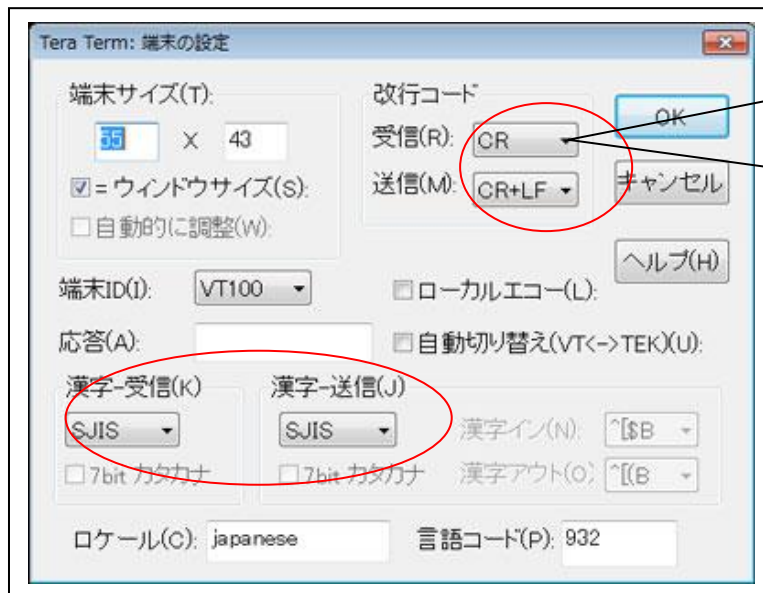 Tera Term: 端末の設定
端末サイズ(T):
55 X 43
=ウィンドウサイズ(S):
自動的に調整(W):
改行コード
受信(R): CR
送信(M): CR+LF
OK
キャンセル
ヘルプ(H)
端末ID(I): VT100
ローカルエコー(L):
応答(A):
自動切り替え(VT<->TEK)(U):
漢字-受信(K)
SJIS
7bit カタカナ
漢字-送信(J)
SJIS
7bit カタカナ
漢字イン(N): ^[$B
漢字アウト(O) ^[(B
ロケール(C): japanese
言語コード(P): 932